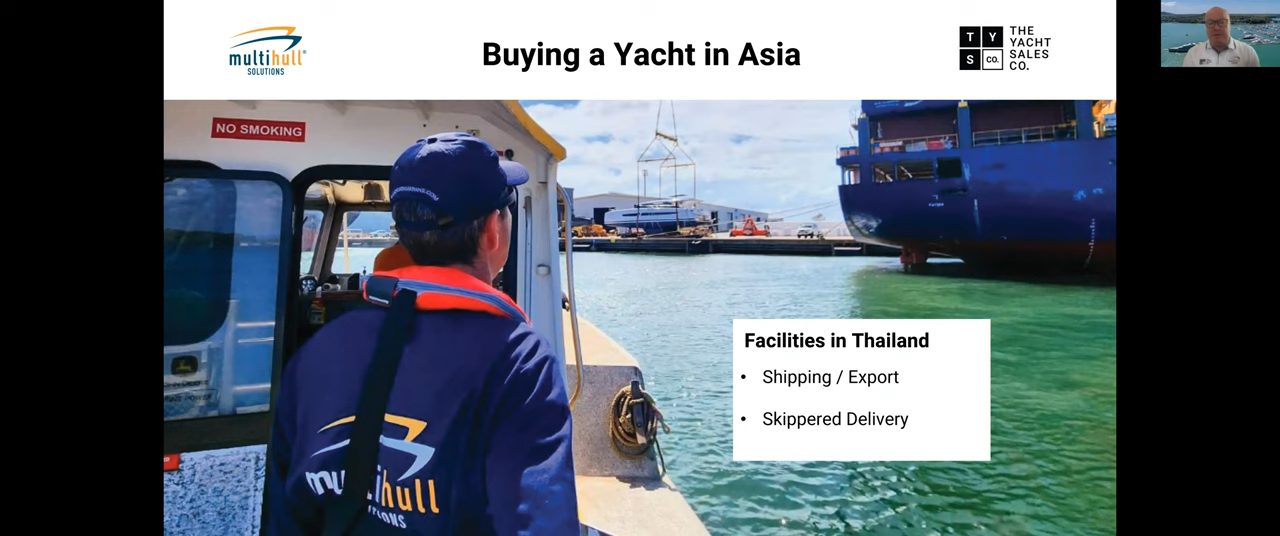 multihull®
SOLUTIONS
Buying a Yacht in Asia
T Y
S CO.
THE
YACHT
SALES
CO.
NO SMOKING
Facilities in Thailand
• Shipping / Export
• Skippered Delivery
multihull